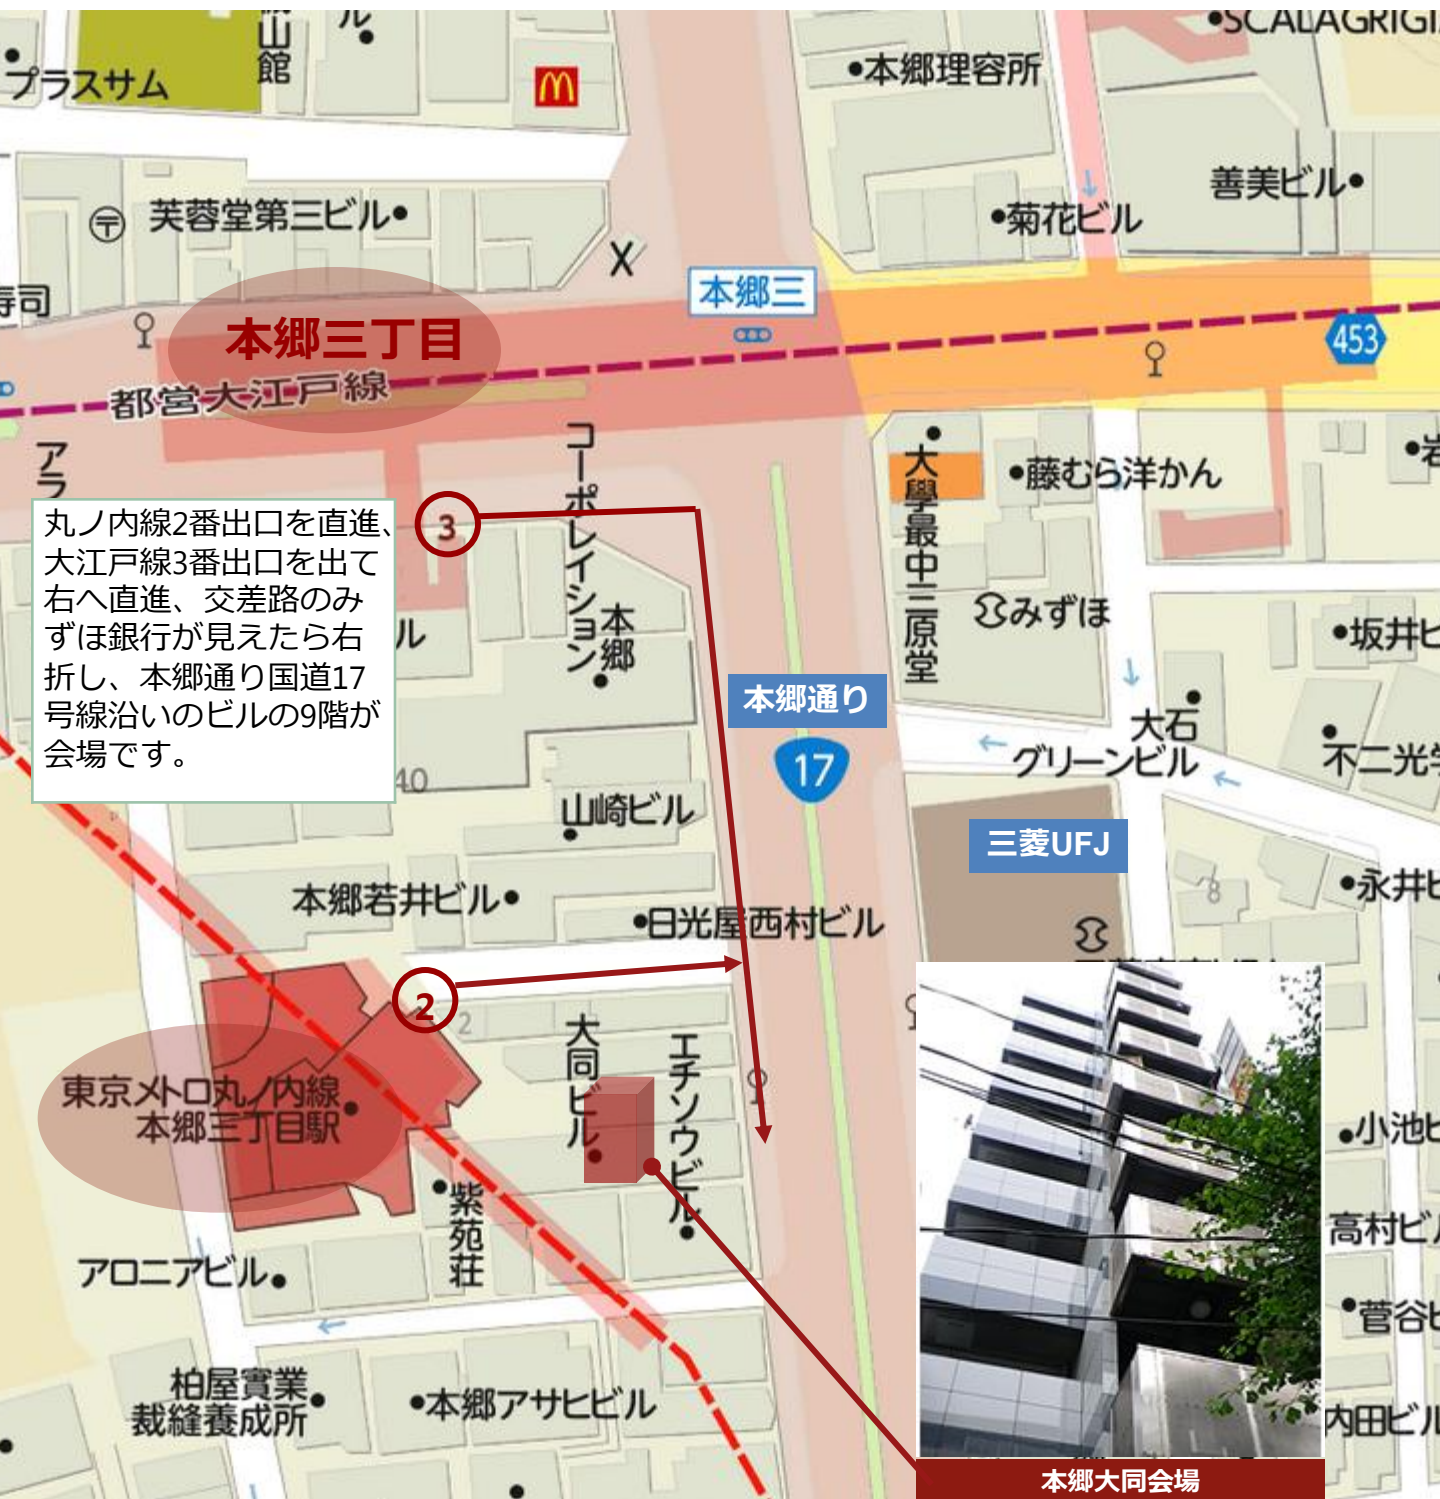 SCALAGRIGI
山館
ル
プラスサム
本郷理容所
善美ビル
芙蓉堂第三ビル
菊花ビル
X
本郷三
寿司
本郷三丁目
453
都営大江戸線
アラ
コーポレイション本郷
大學最中三原堂
藤むら洋かん
岩
丸ノ内線2番出口を直進、
大江戸線3番出口を出て
右へ直進、交差路のみ
ずほ銀行が見えたら右
折し、本郷通り国道17
号線沿いのビルの9階が
会場です。
3
みずほ
坂井ビ
ル
本郷通り
大石
グリーンビル
不二光学
17
40
山崎ビル
三菱UFJ
8
本郷若井ビル
日光屋西村ビル
永井ビ
2
2
大同ビル
エチソウビル
東京メトロ丸ノ内線
本郷三丁目駅
小池ビ
紫苑荘
高村ビル
アロニアビル
菅谷ビ
柏屋實業
裁縫養成所
本郷アサヒビル
内田ビル
本郷大同会場